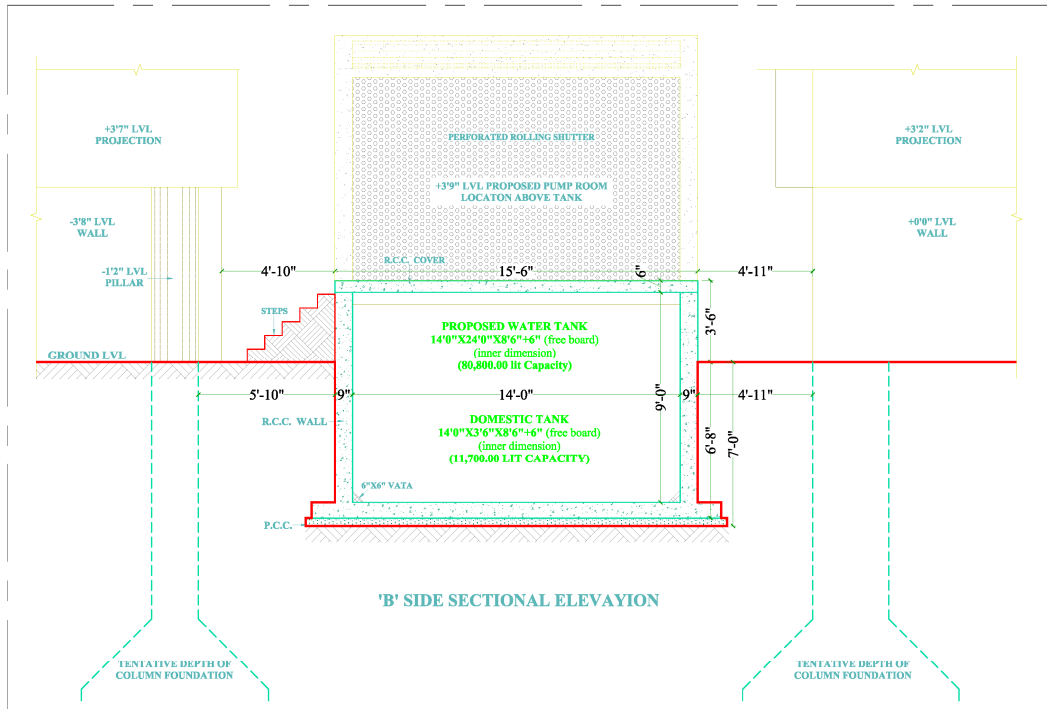 +3'7" LVL
PROJECTION
PERFORATED ROLLING SHUTTER
+3'2" LVL
PROJECTION
+3'9" LVL PROPOSED PUMP ROOM
LOCATON ABOVE TANK
-3'8" LVL
WALL
+0'0" LVL
WALL
-1'2" LVL
PILLAR
R.C.C. COVER
4'-10"
15'-6"
6"
4'-11"
STEPS
3'-6"
PROPOSED WATER TANK
14'0"X24'0"X8'6"+6" (free board)
(inner dimension)
(80,800.00 lit Capacity)
GROUND LVL
5'-10"
9"
14'-0"
9'-0"
9"
4'-11"
R.C.C. WALL
DOMESTIC TANK
14'0"X3'6"X8'6"+6" (free board)
(inner dimension)
(11,700.00 LIT CAPACITY)
6'-8"
7'-0"
6"X6" VATA
P.C.C.
'B' SIDE SECTIONAL ELEVAYION
TENTATIVE DEPTH OF
COLUMN FOUNDATION
TENTATIVE DEPTH OF
COLUMN FOUNDATION